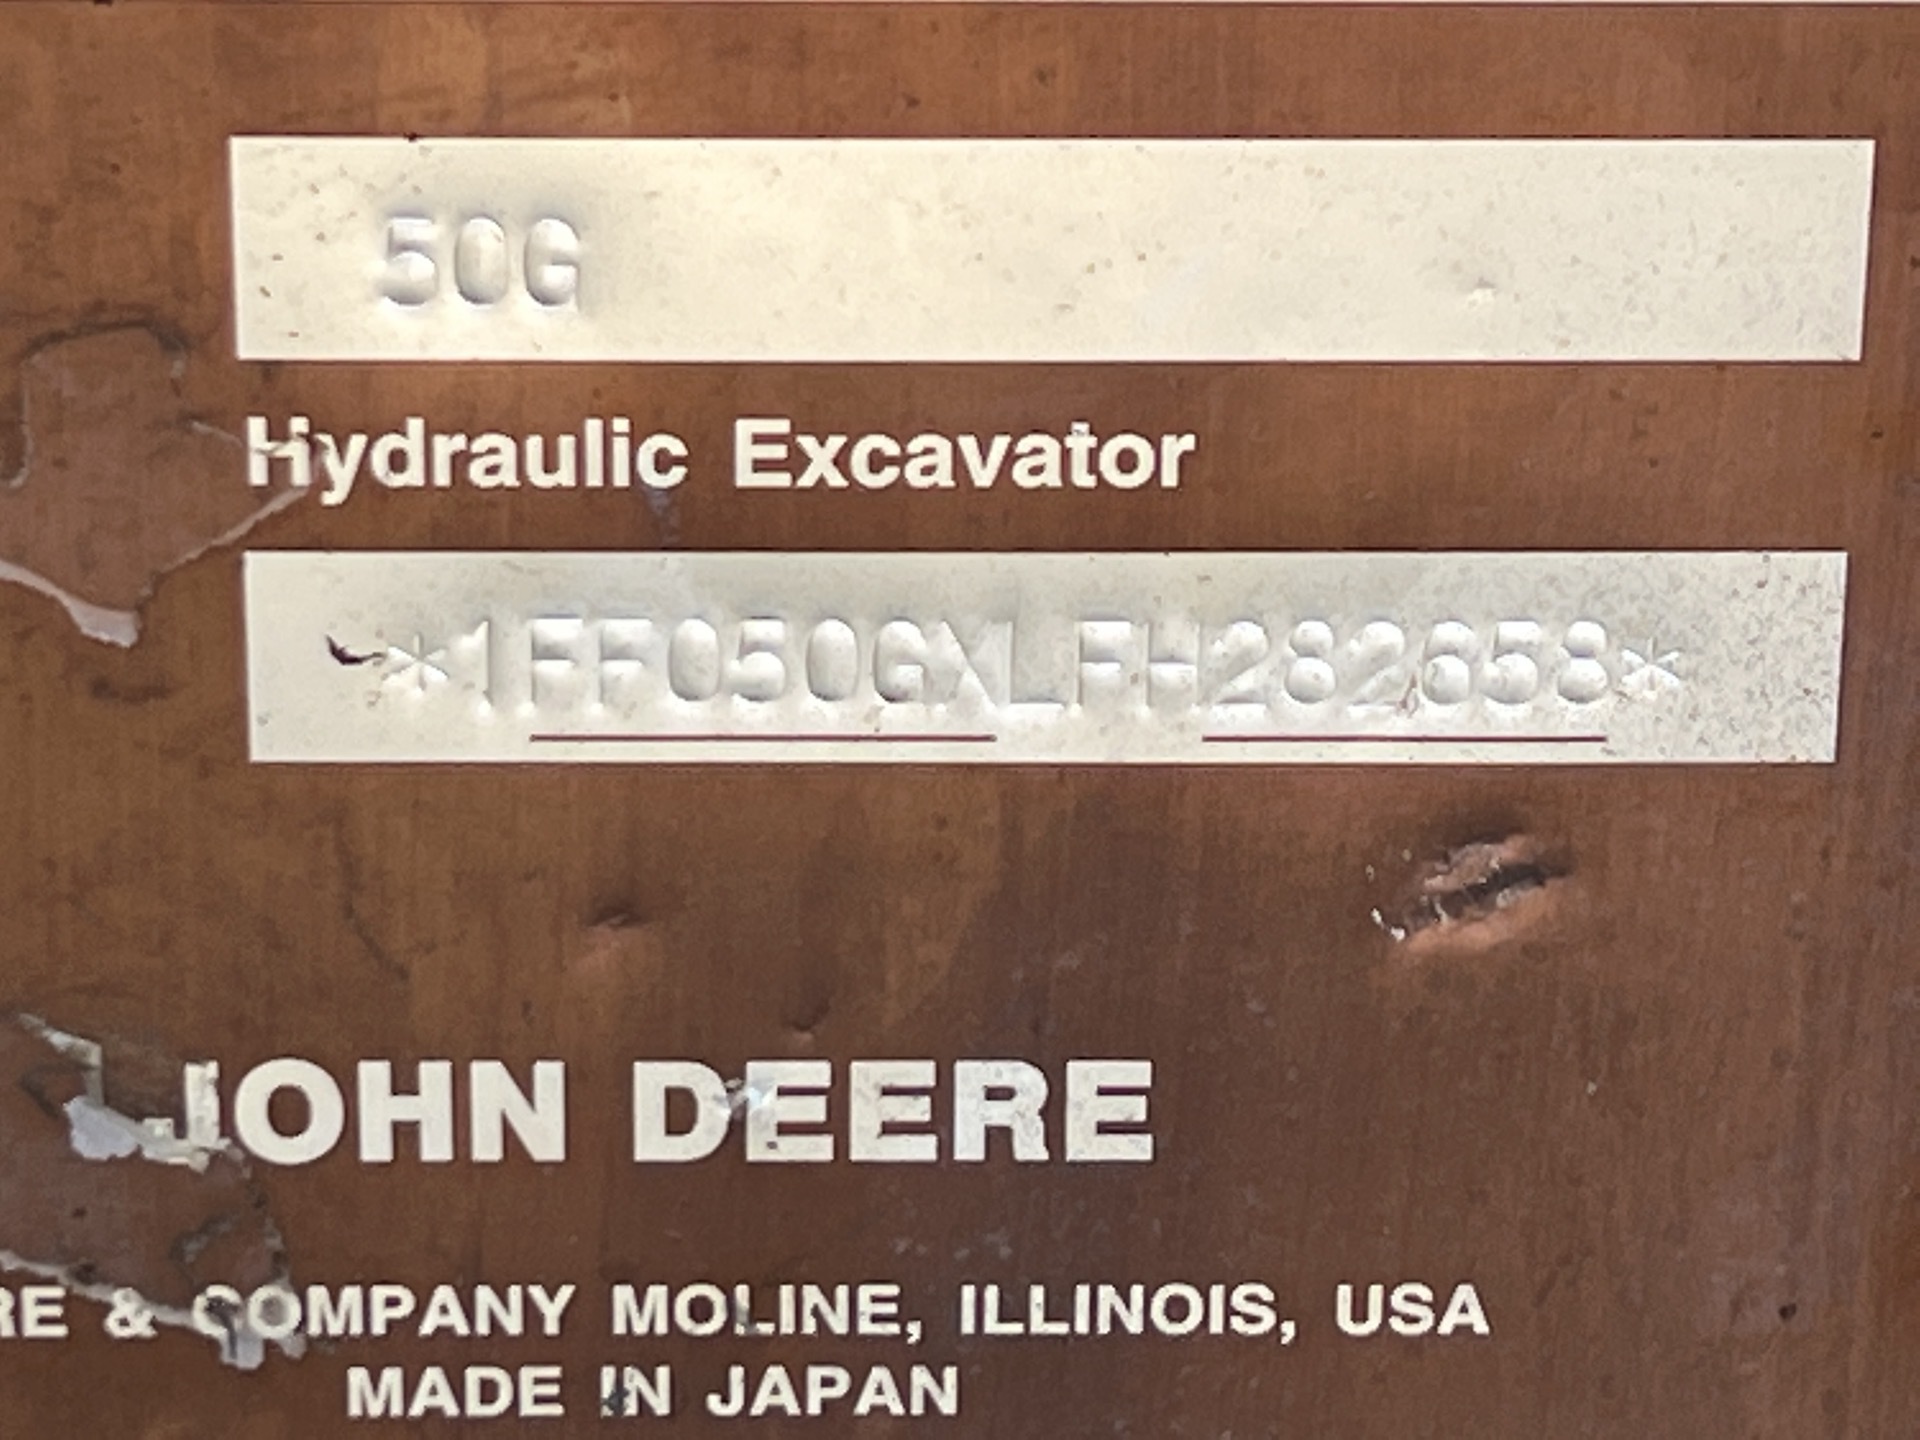 50G
Hydraulic Excavator
*1FF050GXLFH282658*
JOHN DEERE
RE & COMPANY MOLINE, ILLINOIS, USA
MADE IN JAPAN